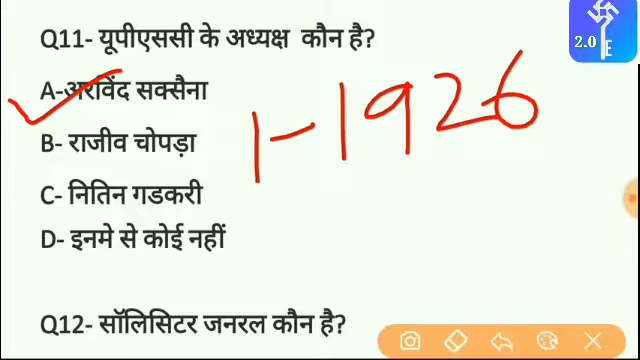 Q11- यूपीएससी के अध्यक्ष कौन है?
A-अरविंद सक्सैना
B- राजीव चोपड़ा
1-1926
C- नितिन गडकरी
D- इनमे से कोई नहीं
Q12- सॉलिसिटर जनरल कौन है?
2.0
E